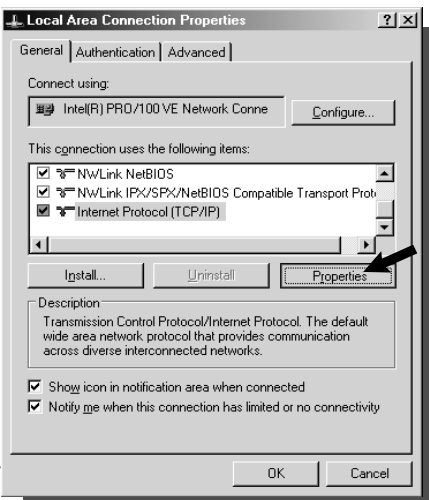 Local Area Connection Properties
General Authentication Advanced
Connect using:
Intel(R) PRO/100 VE Network Conne Configure...
This connection uses the following items:
NWLink NetBIOS
NWLink IPX/SPX/NetBIOS Compatible Transport Proto
Internet Protocol (TCP/IP)
Install... Uninstall Properties
Description
Transmission Control Protocol/Internet Protocol. The default
wide area network protocol that provides communication
across diverse interconnected networks.
Show icon in notification area when connected
Notify me when this connection has limited or no connectivity
OK Cancel